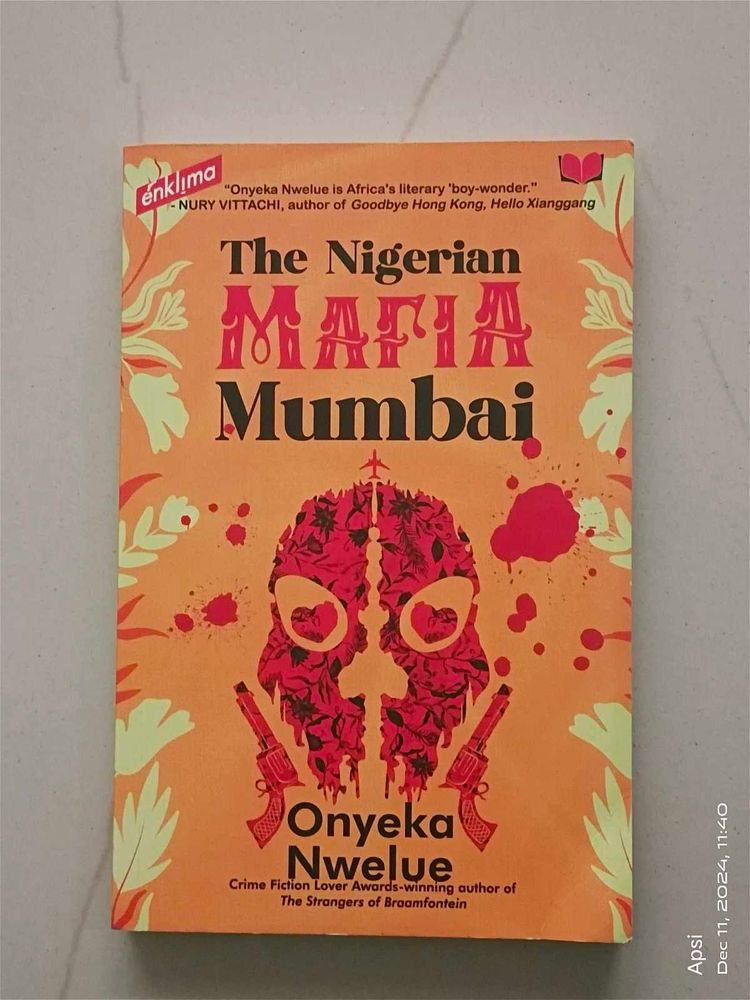 énklįma
"Onyeka Nwelue is Africa's literary 'boy-wonder."
- NURY VITTACHI, author of Goodbye Hong Kong, Hello Xianggang
The Nigerian
MAFIA
Mumbai
Onyeka
Nwelue
Crime Fiction Lover Awards-winning author of
The Strangers of Braamfontein
Apsi
Dec 11, 2024, 11:40